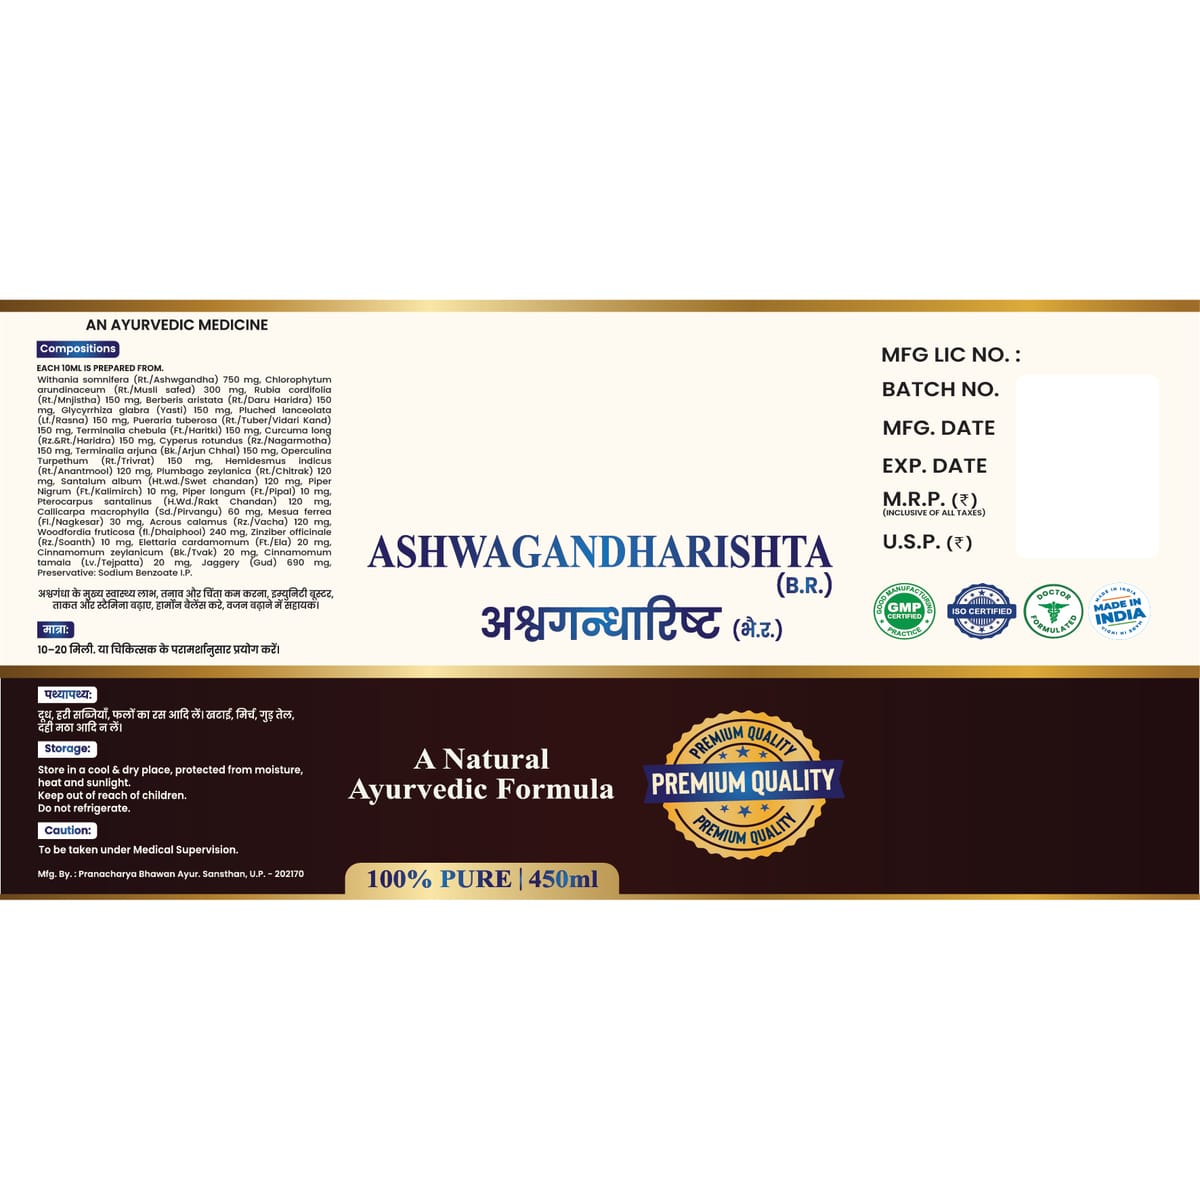 AN AYURVEDIC MEDICINE
Compositions
EACH 10ML IS PREPARED FROM.
Withania somnifera (Rt./Ashwgandha) 750 mg, Chlorophytum
arundinaceum (Rt./Musli safed) 300 mg, Rubia cordifolia
(Rt./Mnjistha) 150 mg, Berberis aristata (Rt./Daru Haridra) 150
mg, Glycyrrhiza glabra (Yasti) 150 mg, Pluched lanceolata
(Lf./Rasna) 150 mg, Pueraria tuberosa (Rt./Tuber/Vidari Kand)
150 mg, Terminalia chebula (Ft./Haritki) 150 mg, Curcuma long
(Rz.&Rt./Haridra) 150 mg, Cyperus rotundus (Rz./Nagarmotha)
150 mg, Terminalia arjuna (Bk./Arjun Chhal) 150 mg, Operculina
Turpethum (Rt./Trivrat) 150 mg, Hemidesmus indicus
(Rt./Anantmool) 120 mg, Plumbago zeylanica (Rt./Chitrak) 120
mg, Santalum album (Ht.wd./Swet chandan) 120 mg, Piper
Nigrum (Ft./Kalimirch) 10 mg, Piper longum (Ft./Pipal) 10 mg,
Pterocarpus santalinus (H.Wd./Rakt Chandan) 120 mg,
Callicarpa macrophylla (Sd./Pirvangu) 60 mg, Mesua ferrea
(Fl./Nagkesar) 30 mg, Acrous calamus (Rz./Vacha) 120 mg,
Woodfordia fruticosa (fl./Dhaiphool) 240 mg, Zinziber officinale
(Rz./Soanth) 10 mg, Elettaria cardamomum (Ft./Ela) 20 mg,
Cinnamomum zeylanicum (Bk./Tvak) 20 mg, Cinnamomum
tamala (Lv./Tejpatta) 20 mg, Jaggery (Gud) 690 mg,
Preservative: Sodium Benzoate I.P.
अश्वगंधा के मुख्य स्वास्थ्य लाभ, तनाव और चिंता कम करना, इम्युनिटी बूस्टर,
ताकत और स्टैमिना बढ़ाए, हार्मोन बैलेंस करे, वजन बढ़ाने में सहायक।
मात्रा:
10–20 मिली. या चिकित्सक के परामर्शानुसार प्रयोग करें।
पथ्यापथ्य:
दूध, हरी सब्जियाँ, फलों का रस आदि लें। खटाई, मिर्च, गुड़ तेल,
दही मठा आदि न लें।
Storage:
Store in a cool & dry place, protected from moisture,
heat and sunlight.
Keep out of reach of children.
Do not refrigerate.
Caution:
To be taken under Medical Supervision.
Mfg. By. : Pranacharya Bhawan Ayur. Sansthan, U.P. - 202170
ASHWAGANDHARISHTA
(B.R.)
अश्वगन्धारिष्ट (भै.र.)
A Natural
Ayurvedic Formula
100% PURE | 450ml
PREMIUM QUALITY
PREMIUM QUALITY
PREMIUM QUALITY
MFG LIC NO. :
BATCH NO.
MFG. DATE
EXP. DATE
M.R.P. (₹)
(INCLUSIVE OF ALL TAXES)
U.S.P. (₹)
GOOD MANUFACTURING
GMP
CERTIFIED
PRACTICE
ISO CERTIFIED
DOCTOR
FORMULATED
MADE IN INDIA
MADE IN
INDIA
MADE IN INDIA